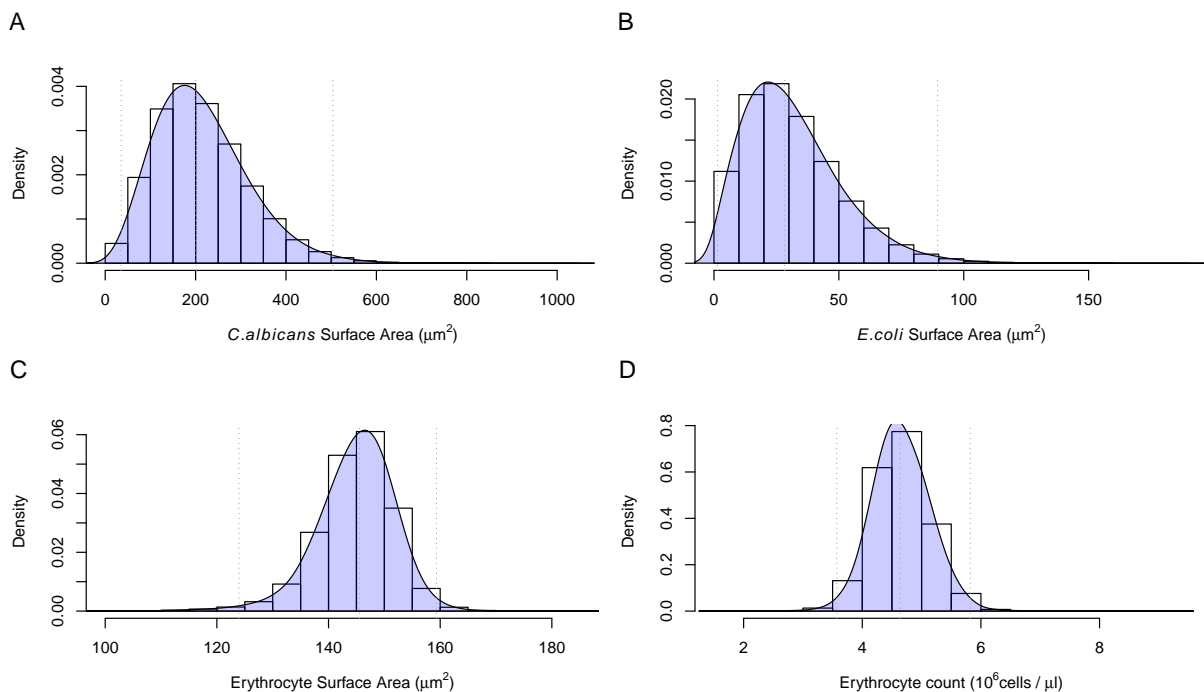 A
B
Density
0.000 0.002 0.004
0 200 400 600 800 1000
C.albicans Surface Area (μm²)
Density
0.000 0.010 0.020
0 50 100 150
E.coli Surface Area (μm²)
C
D
Density
0.00 0.02 0.04 0.06
100 120 140 160 180
Erythrocyte Surface Area (μm²)
Density
0.0 0.2 0.4 0.6 0.8
2 4 6 8
Erythrocyte count (10⁶cells / μl)